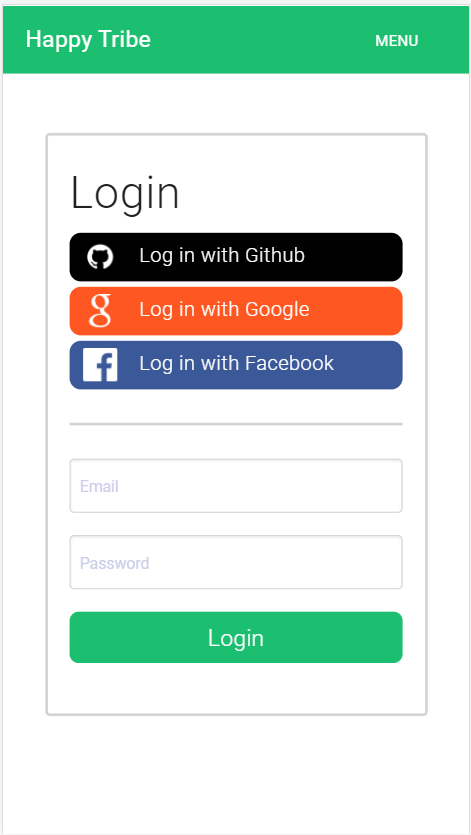 Happy Tribe
MENU
Login
Log in with Github
Log in with Google
Log in with Facebook
Email
Password
Login